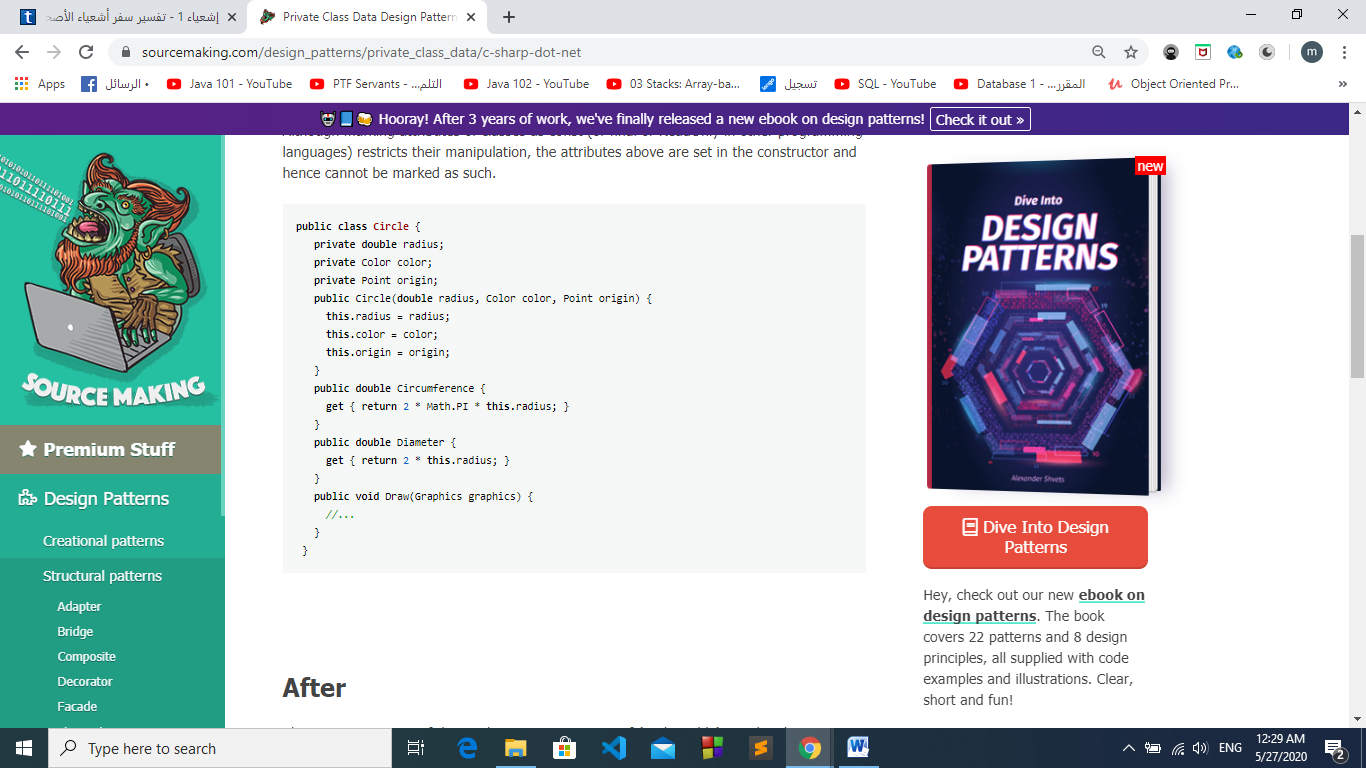 إشعياء 1 - تفسير سفر أشعياء الأصح
Private Class Data Design Pattern
sourcemaking.com/design_patterns/private_class_data/c-sharp-dot-net
m
Apps
الرسائل •
Java 101 - YouTube
PTF Servants - ...التلم
Java 102 - YouTube
03 Stacks: Array-ba...
تسجيل
SQL - YouTube
Database 1 - ...المقرر
Object Oriented Pr...
»
Hooray! After 3 years of work, we've finally released a new ebook on design patterns! Check it out »
languages) restricts their manipulation, the attributes above are set in the constructor and
hence cannot be marked as such.
public class Circle {
private double radius;
private Color color;
private Point origin;
public Circle(double radius, Color color, Point origin) {
this.radius = radius;
this.color = color;
this.origin = origin;
}
public double Circumference {
get { return 2 * Math.PI * this.radius; }
}
public double Diameter {
get { return 2 * this.radius; }
}
public void Draw(Graphics graphics) {
//...
}
}
After
SOURCE MAKING
Premium Stuff
Design Patterns
Creational patterns
Structural patterns
Adapter
Bridge
Composite
Decorator
Facade
new
Dive Into
DESIGN
PATTERNS
Alexander Shvets
Dive Into Design
Patterns
Hey, check out our new ebook on
design patterns. The book
covers 22 patterns and 8 design
principles, all supplied with code
examples and illustrations. Clear,
short and fun!
Type here to search
ENG
12:29 AM
5/27/2020
2